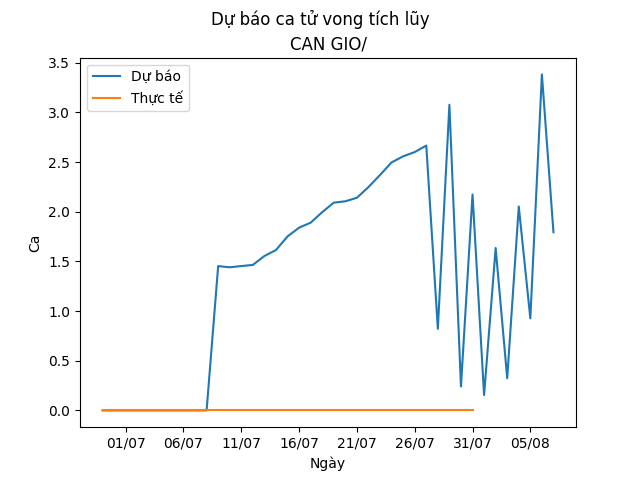 Dự báo ca tử vong tích lũy
CAN GIO/
Dự báo
Thực tế
Ca
3.5
3.0
2.5
2.0
1.5
1.0
0.5
0.0
01/07 06/07 11/07 16/07 21/07 26/07 31/07 05/08
Ngày